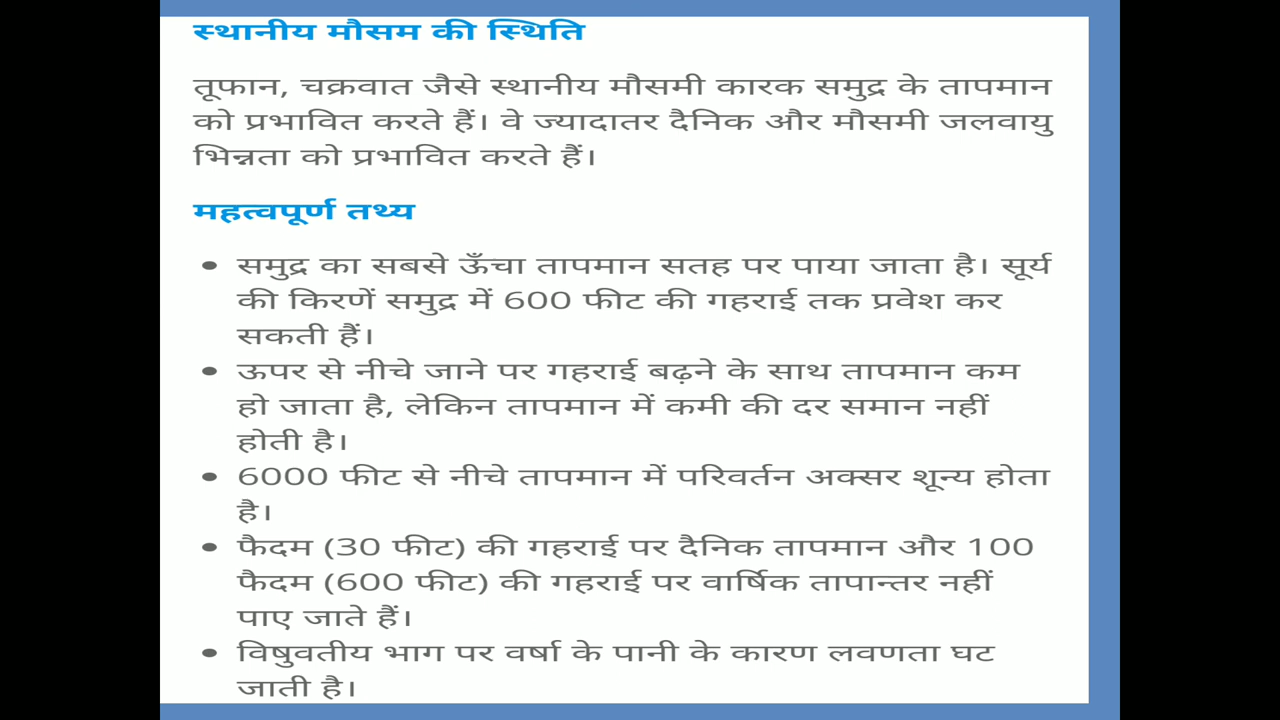 स्थानीय मौसम की स्थिति
तूफान, चक्रवात जैसे स्थानीय मौसमी कारक समुद्र के तापमान
को प्रभावित करते हैं। वे ज्यादातर दैनिक और मौसमी जलवायु
भिन्नता को प्रभावित करते हैं।
महत्वपूर्ण तथ्य
• समुद्र का सबसे ऊँचा तापमान सतह पर पाया जाता है। सूर्य
की किरणें समुद्र में 600 फीट की गहराई तक प्रवेश कर
सकती हैं।
• ऊपर से नीचे जाने पर गहराई बढ़ने के साथ तापमान कम
हो जाता है, लेकिन तापमान में कमी की दर समान नहीं
होती है।
• 6000 फीट से नीचे तापमान में परिवर्तन अक्सर शून्य होता
है।
• फैदम (30 फीट) की गहराई पर दैनिक तापमान और 100
फैदम (600 फीट) की गहराई पर वार्षिक तापान्तर नहीं
पाए जाते हैं।
• विषुवतीय भाग पर वर्षा के पानी के कारण लवणता घट
जाती है।